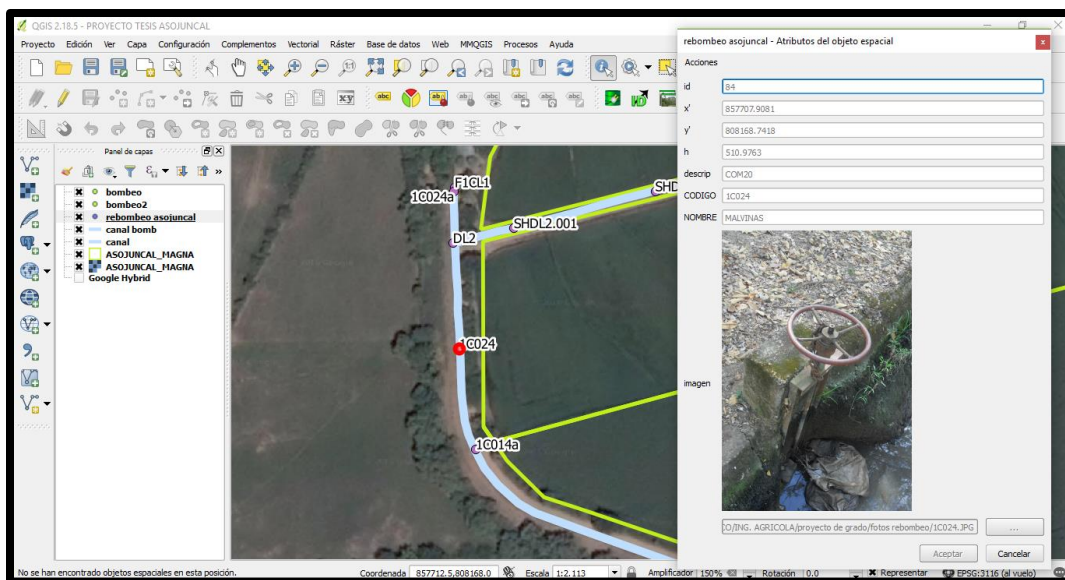 QGIS 2.18.5 - PROYECTO TESIS ASOJUNCAL
Proyecto Edición Ver Capa Configuración Complementos Vectorial Ráster Base de datos Web MMQGIS Procesos Ayuda
Panel de capas
bombeo
bombeo2
rebombeo asojuncal
canal bomb
canal
ASOJUNCAL_MAGNA
ASOJUNCAL_MAGNA
Google Hybrid
F1CL1
1C024a
SHDL2.001
DL2
1C024
1C014a
rebombeo asojuncal - Atributos del objeto espacial
Acciones
id 84
x' 857707.9081
y' 808168.7418
h 510.9763
descrip COM20
CODIGO 1C024
NOMBRE MALVINAS
imagen
O/ING. AGRICOLA/proyecto de grado/fotos rebombeo/1C024.JPG ...
Aceptar Cancelar
No se han encontrado objetos espaciales en esta posición. Coordenada 857712.5,808168.0 Escala 1:2.113 Amplificador 150% Rotación 0.0 Representar EPSG:3116 (al vuelo)